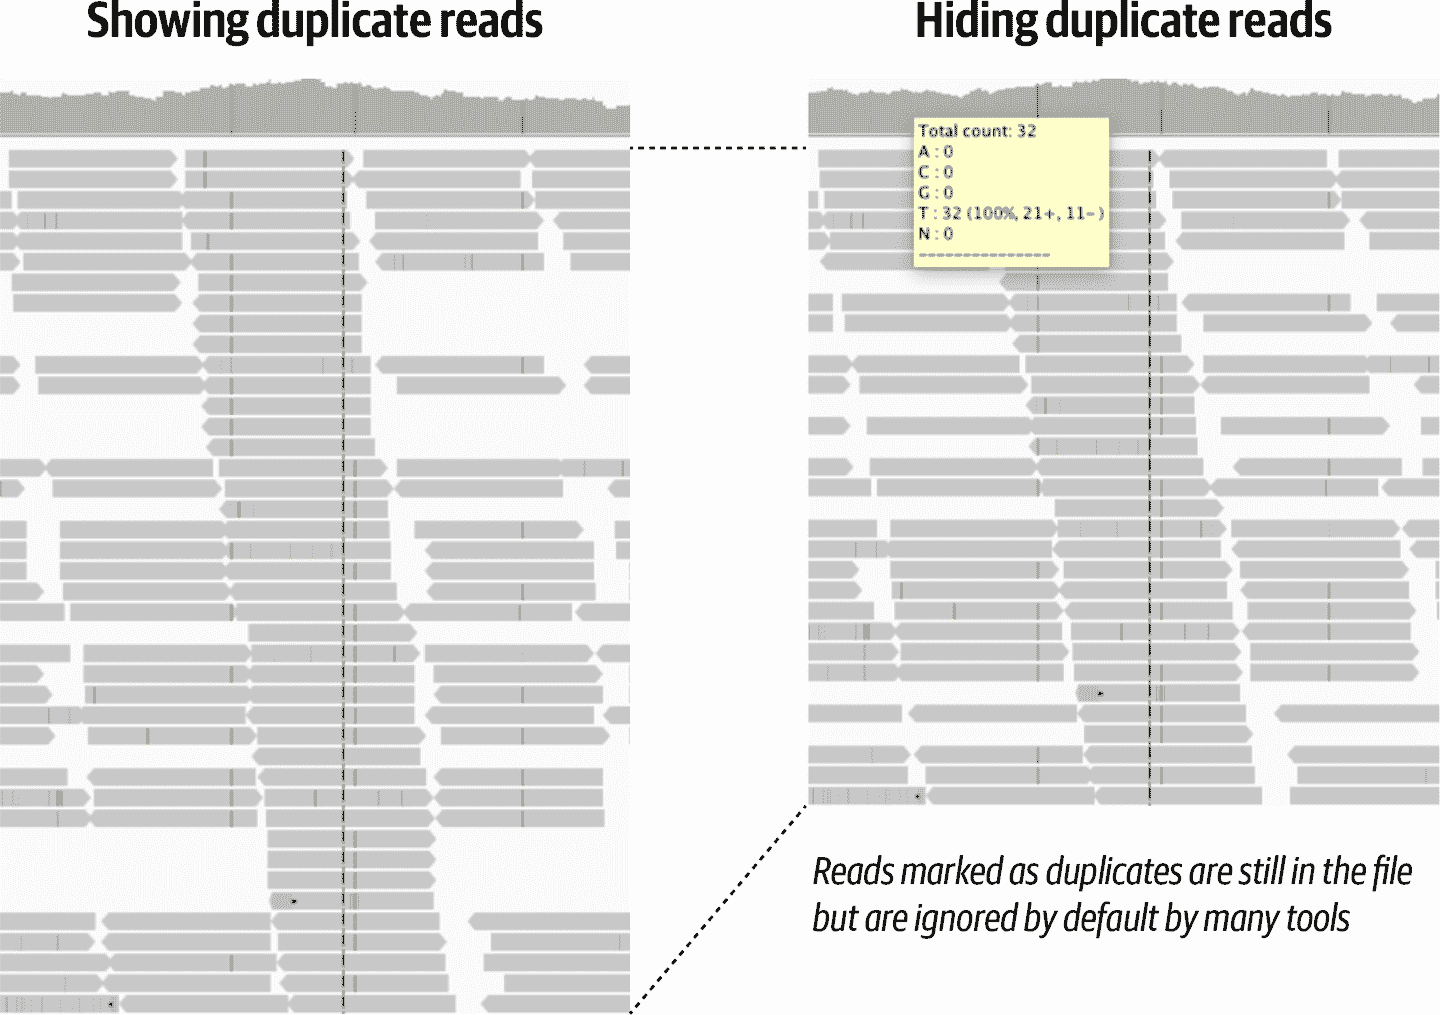 Showing duplicate reads
Hiding duplicate reads
Total count: 32
A : 0
C : 0
G : 0
T : 32 (100%, 21+, 11- )
N : 0
---------------
Reads marked as duplicates are still in the file
but are ignored by default by many tools